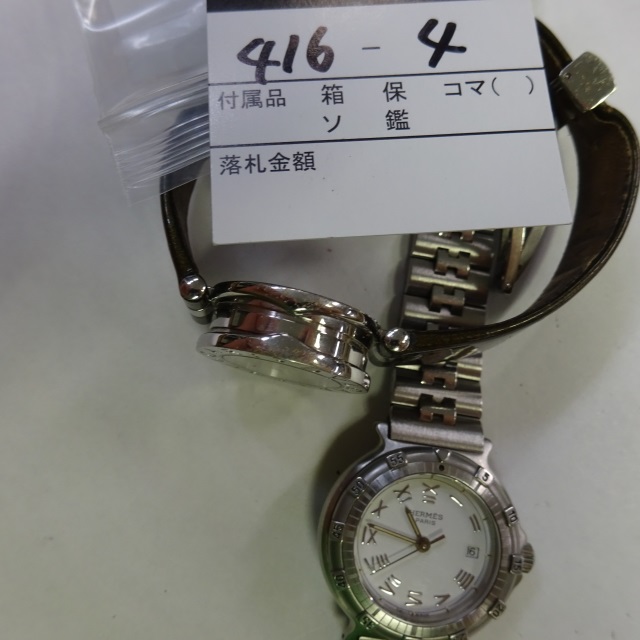 416 - 4
付属品 箱 保 コマ( )
ソ 鑑
落札金額
HERMÈS
PARIS